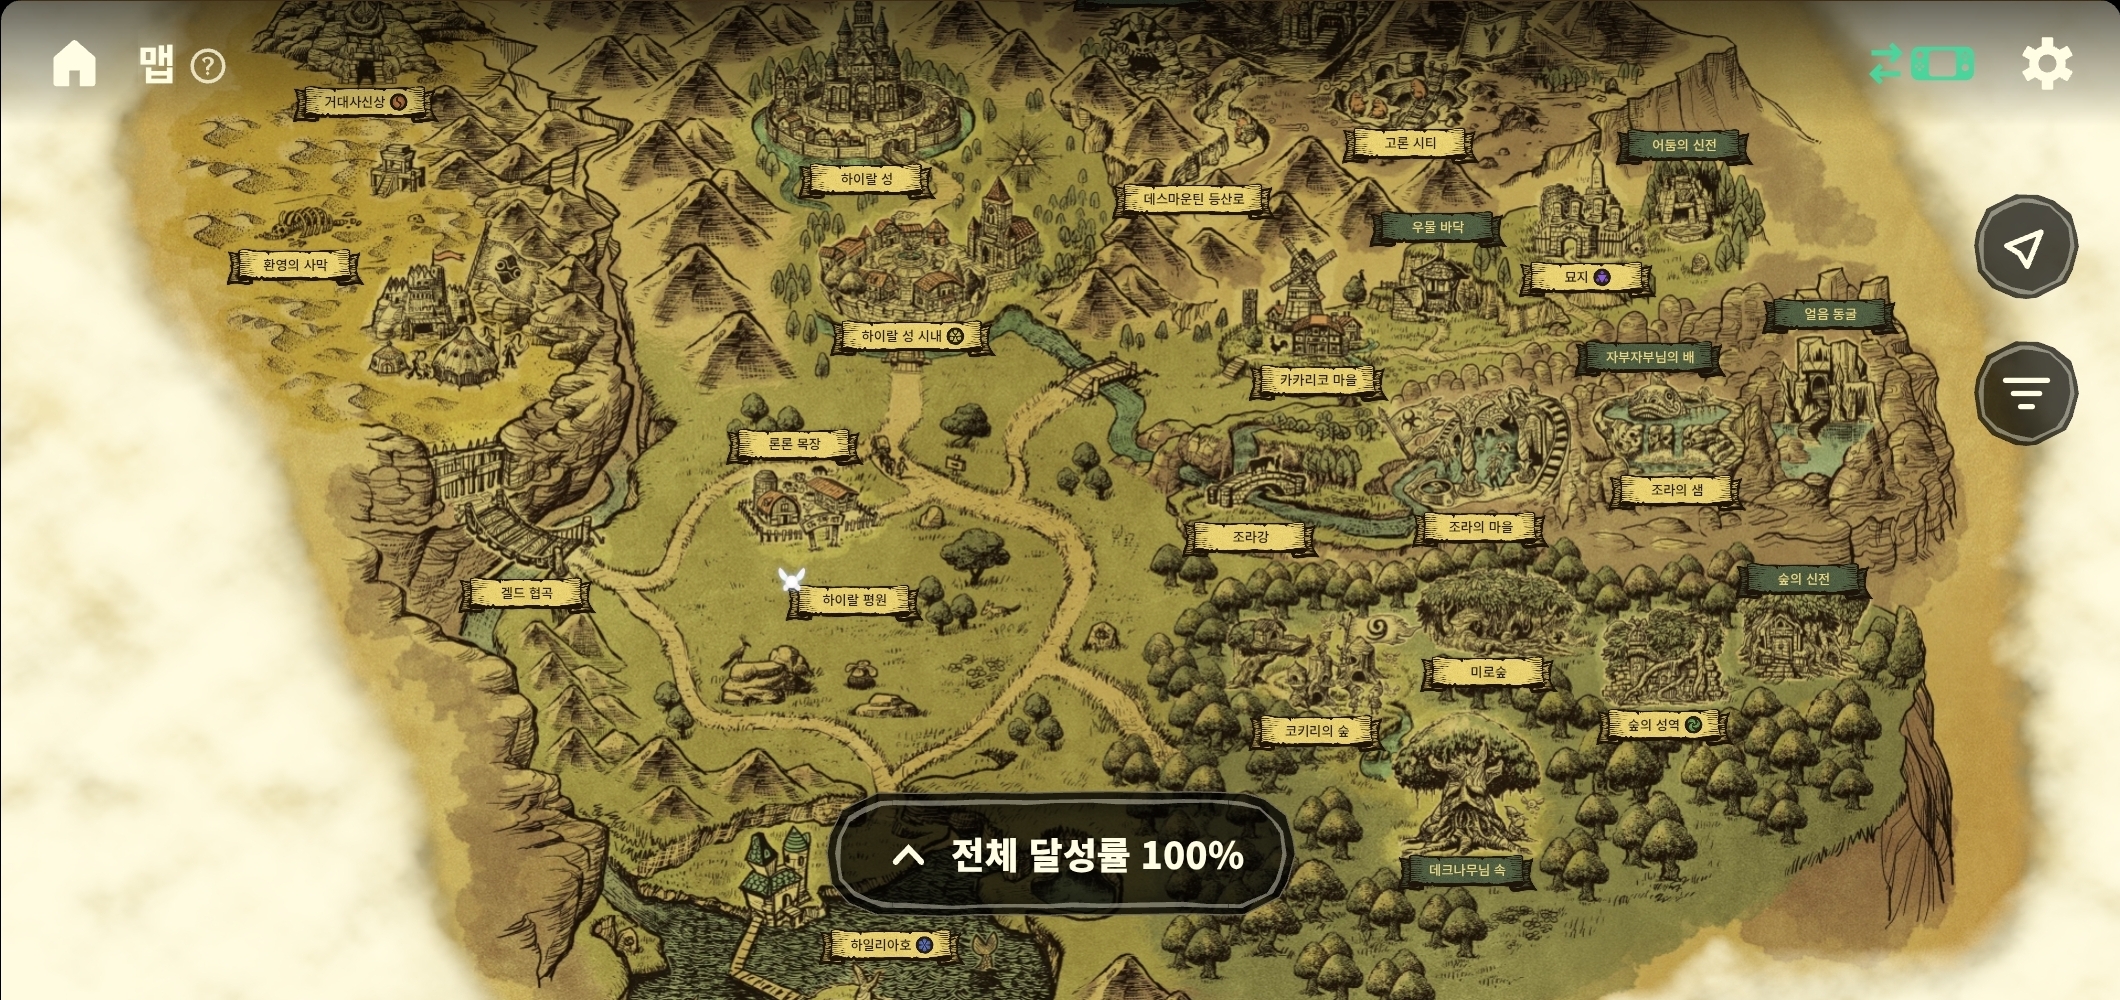 맵 ?
거대사신상
고론 시티
어둠의 신전
하이랄 성
데스마운틴 등산로
우물 바닥
환영의 사막
묘지
얼음 동굴
하이랄 성 시내
자부자부님의 배
카카리코 마을
론론 목장
조라의 샘
조라의 마을
조라강
겔드 협곡
하이랄 평원
숲의 신전
미로숲
코키리의 숲
숲의 성역
전체 달성률 100%
데크나무님 속
하일리아호